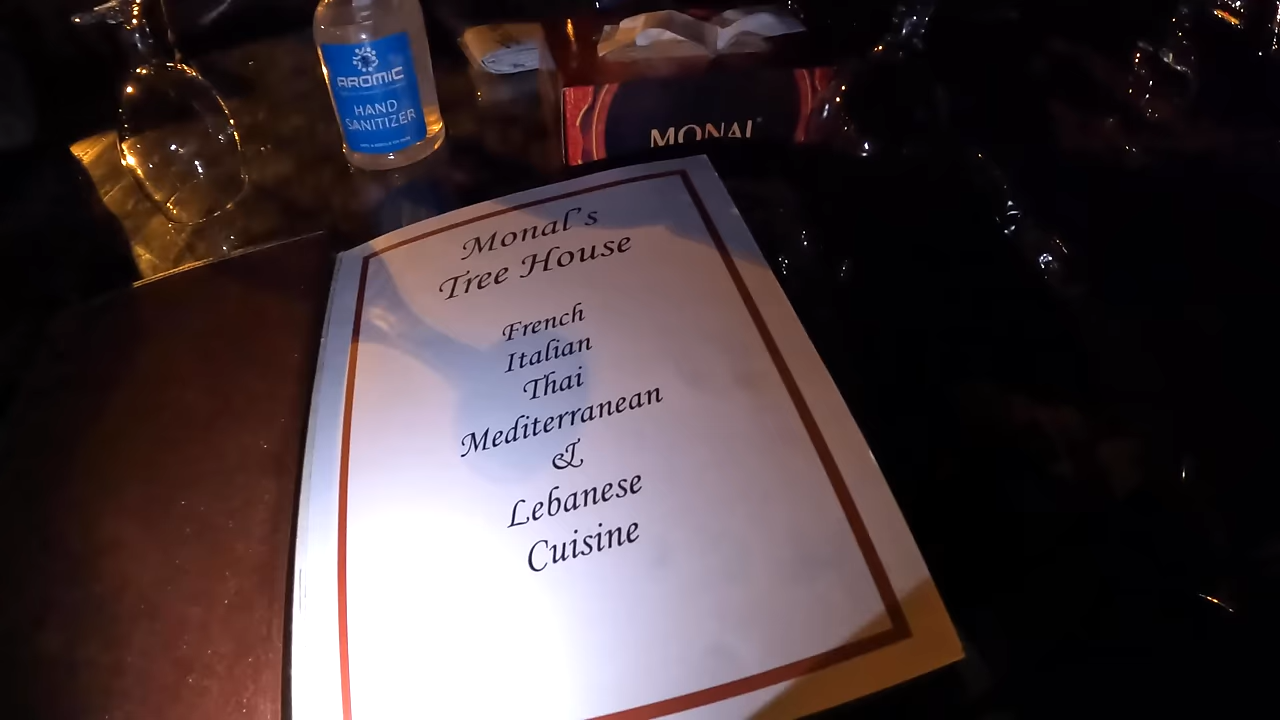 AROMIC
HAND
SANITIZER
MONAL
Monal's
Tree House
French
Italian
Thai
Mediterranean
&
Lebanese
Cuisine